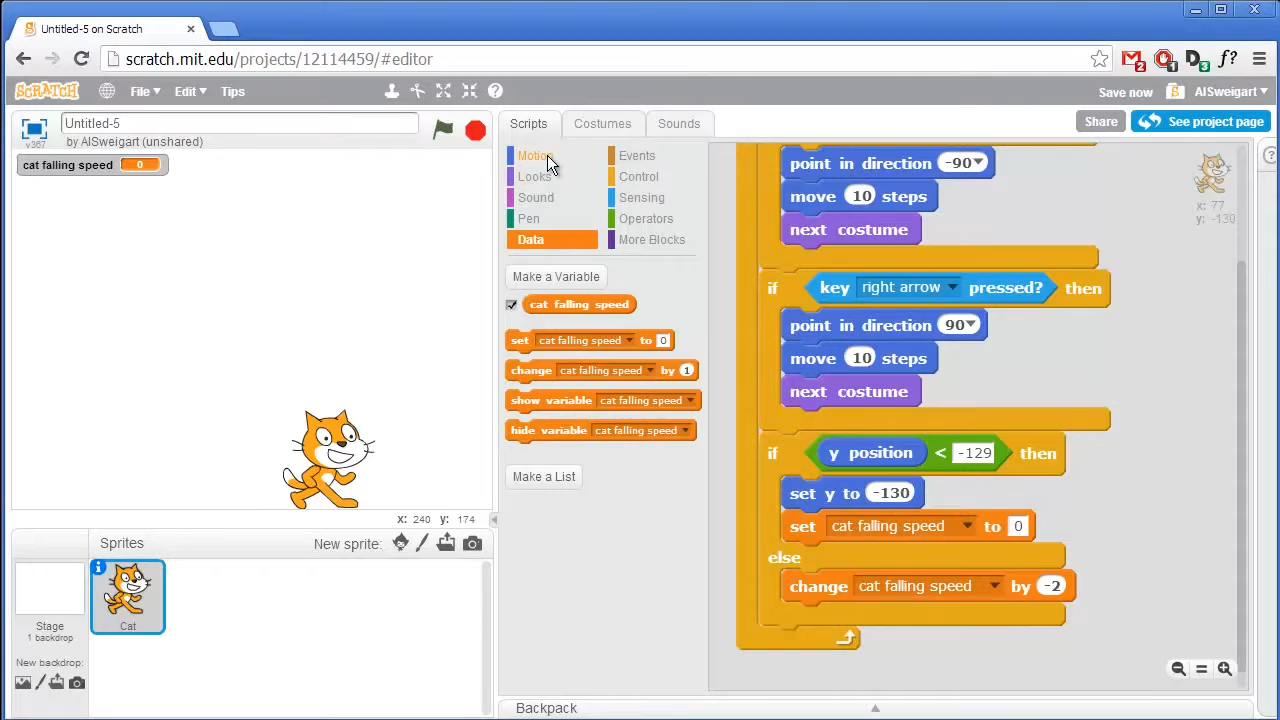 Untitled-5 on Scratch
scratch.mit.edu/projects/12114459/#editor
2 1 3 f?
SCRATCH File Edit Tips Save now S AlSweigart
Untitled-5
v367 by AlSweigart (unshared)
Scripts Costumes Sounds Share See project page
cat falling speed 0
Motion Events
Looks Control
Sound Sensing
Pen Operators
Data More Blocks
Make a Variable
cat falling speed
set cat falling speed to 0
change cat falling speed by 1
show variable cat falling speed
hide variable cat falling speed
Make a List
point in direction -90
move 10 steps
next costume
if key right arrow pressed? then
point in direction 90
move 10 steps
next costume
if y position < -129 then
set y to -130
set cat falling speed to 0
else
change cat falling speed by -2
x: 77
y: -130
x: 240 y: 174
Sprites New sprite:
Stage
1 backdrop
New backdrop:
Cat
Backpack